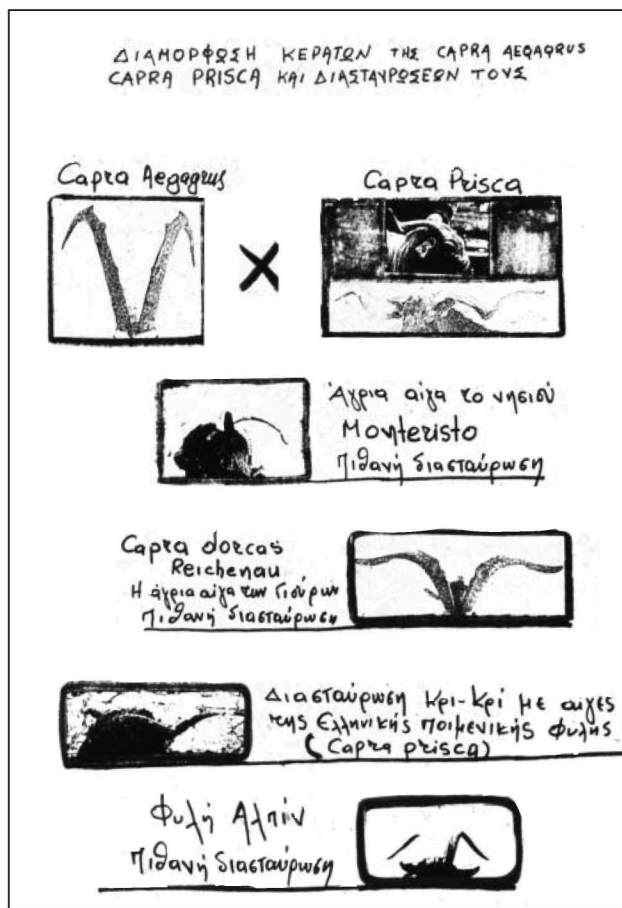 ΔΙΑΜΟΡΦΩΣΗ ΚΕΡΑΤΩΝ ΤΗΣ CAPRA AEGAGRUS
CAPRA PRISCA ΚΑΙ ΔΙΑΣΤΑΥΡΩΣΕΩΝ ΤΟΥΣ
Capra Aegagrus
Capra Prisca
X
Άγρια αίγα το νησιού
Monteristo
Πιθανή διασταύρωση
Capra dorcas
Reichenau
Η άγρια αίγα των Γιούρων
Πιθανή διασταύρωση
Διασταύρωση Κρι-Κρί με αίγες
της Ελληνικής Ποιμενικής Φυλής
(Capra prisca)
Φυλή Αλπίν
Πιθανή διασταύρωση